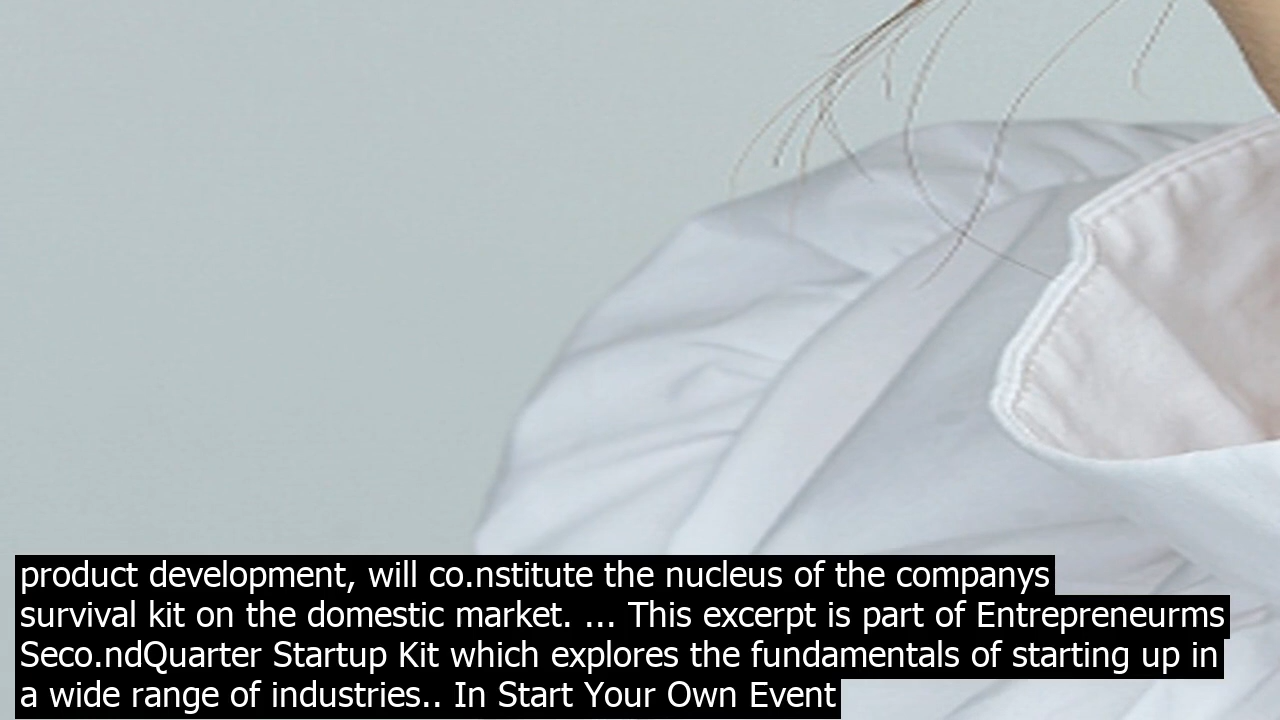 product development, will co.nstitute the nucleus of the companys
survival kit on the domestic market. ... This excerpt is part of Entrepreneurms
Seco.ndQuarter Startup Kit which explores the fundamentals of starting up in
a wide range of industries.. In Start Your Own Event